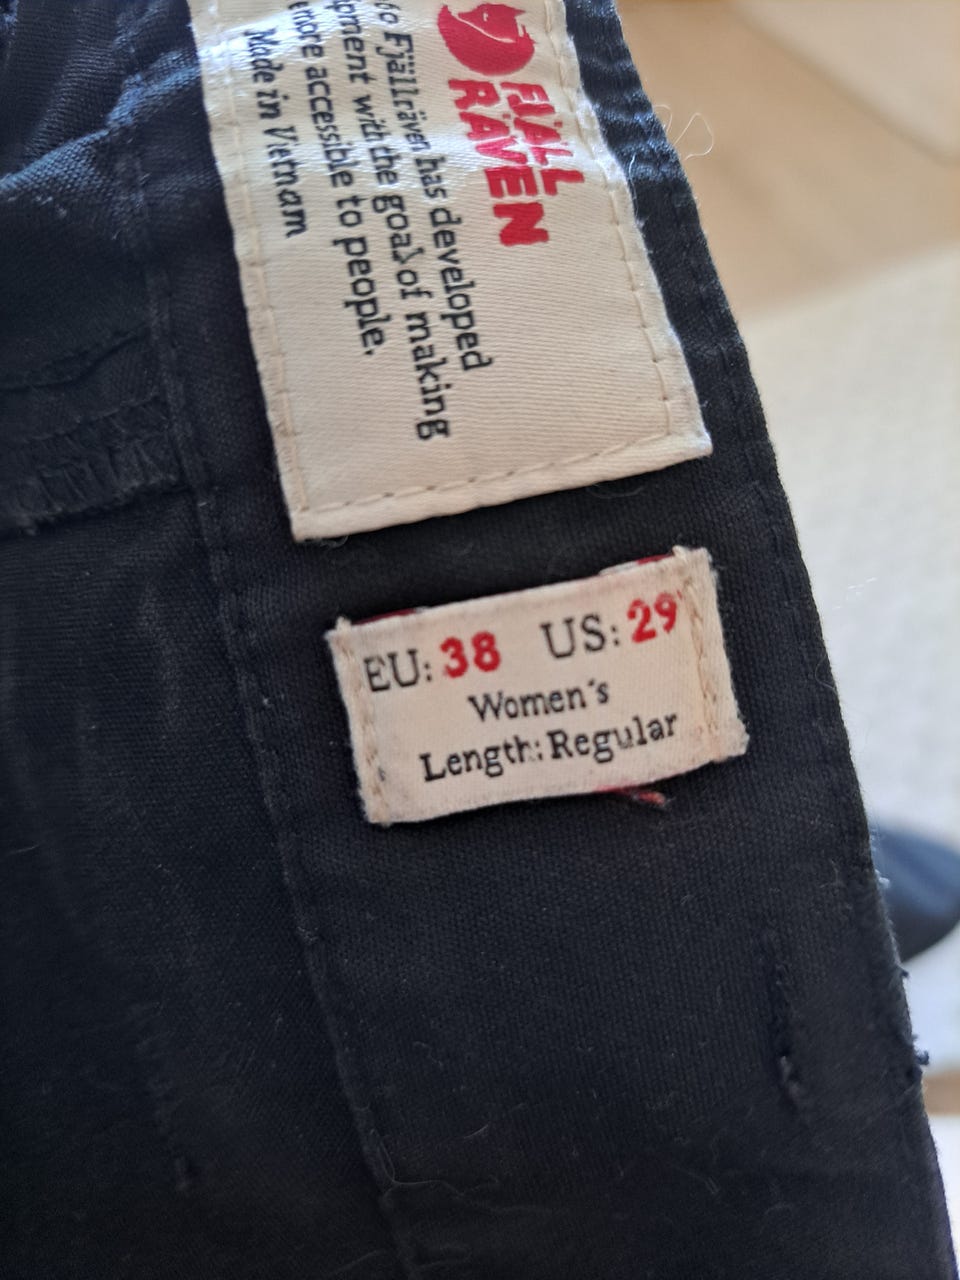 FJÄLL
RÄVEN
Fjällräven has developed
with the goal of making
more accessible to people.
Made in Vietnam
EU: 38 US: 29
Women's
Length: Regular